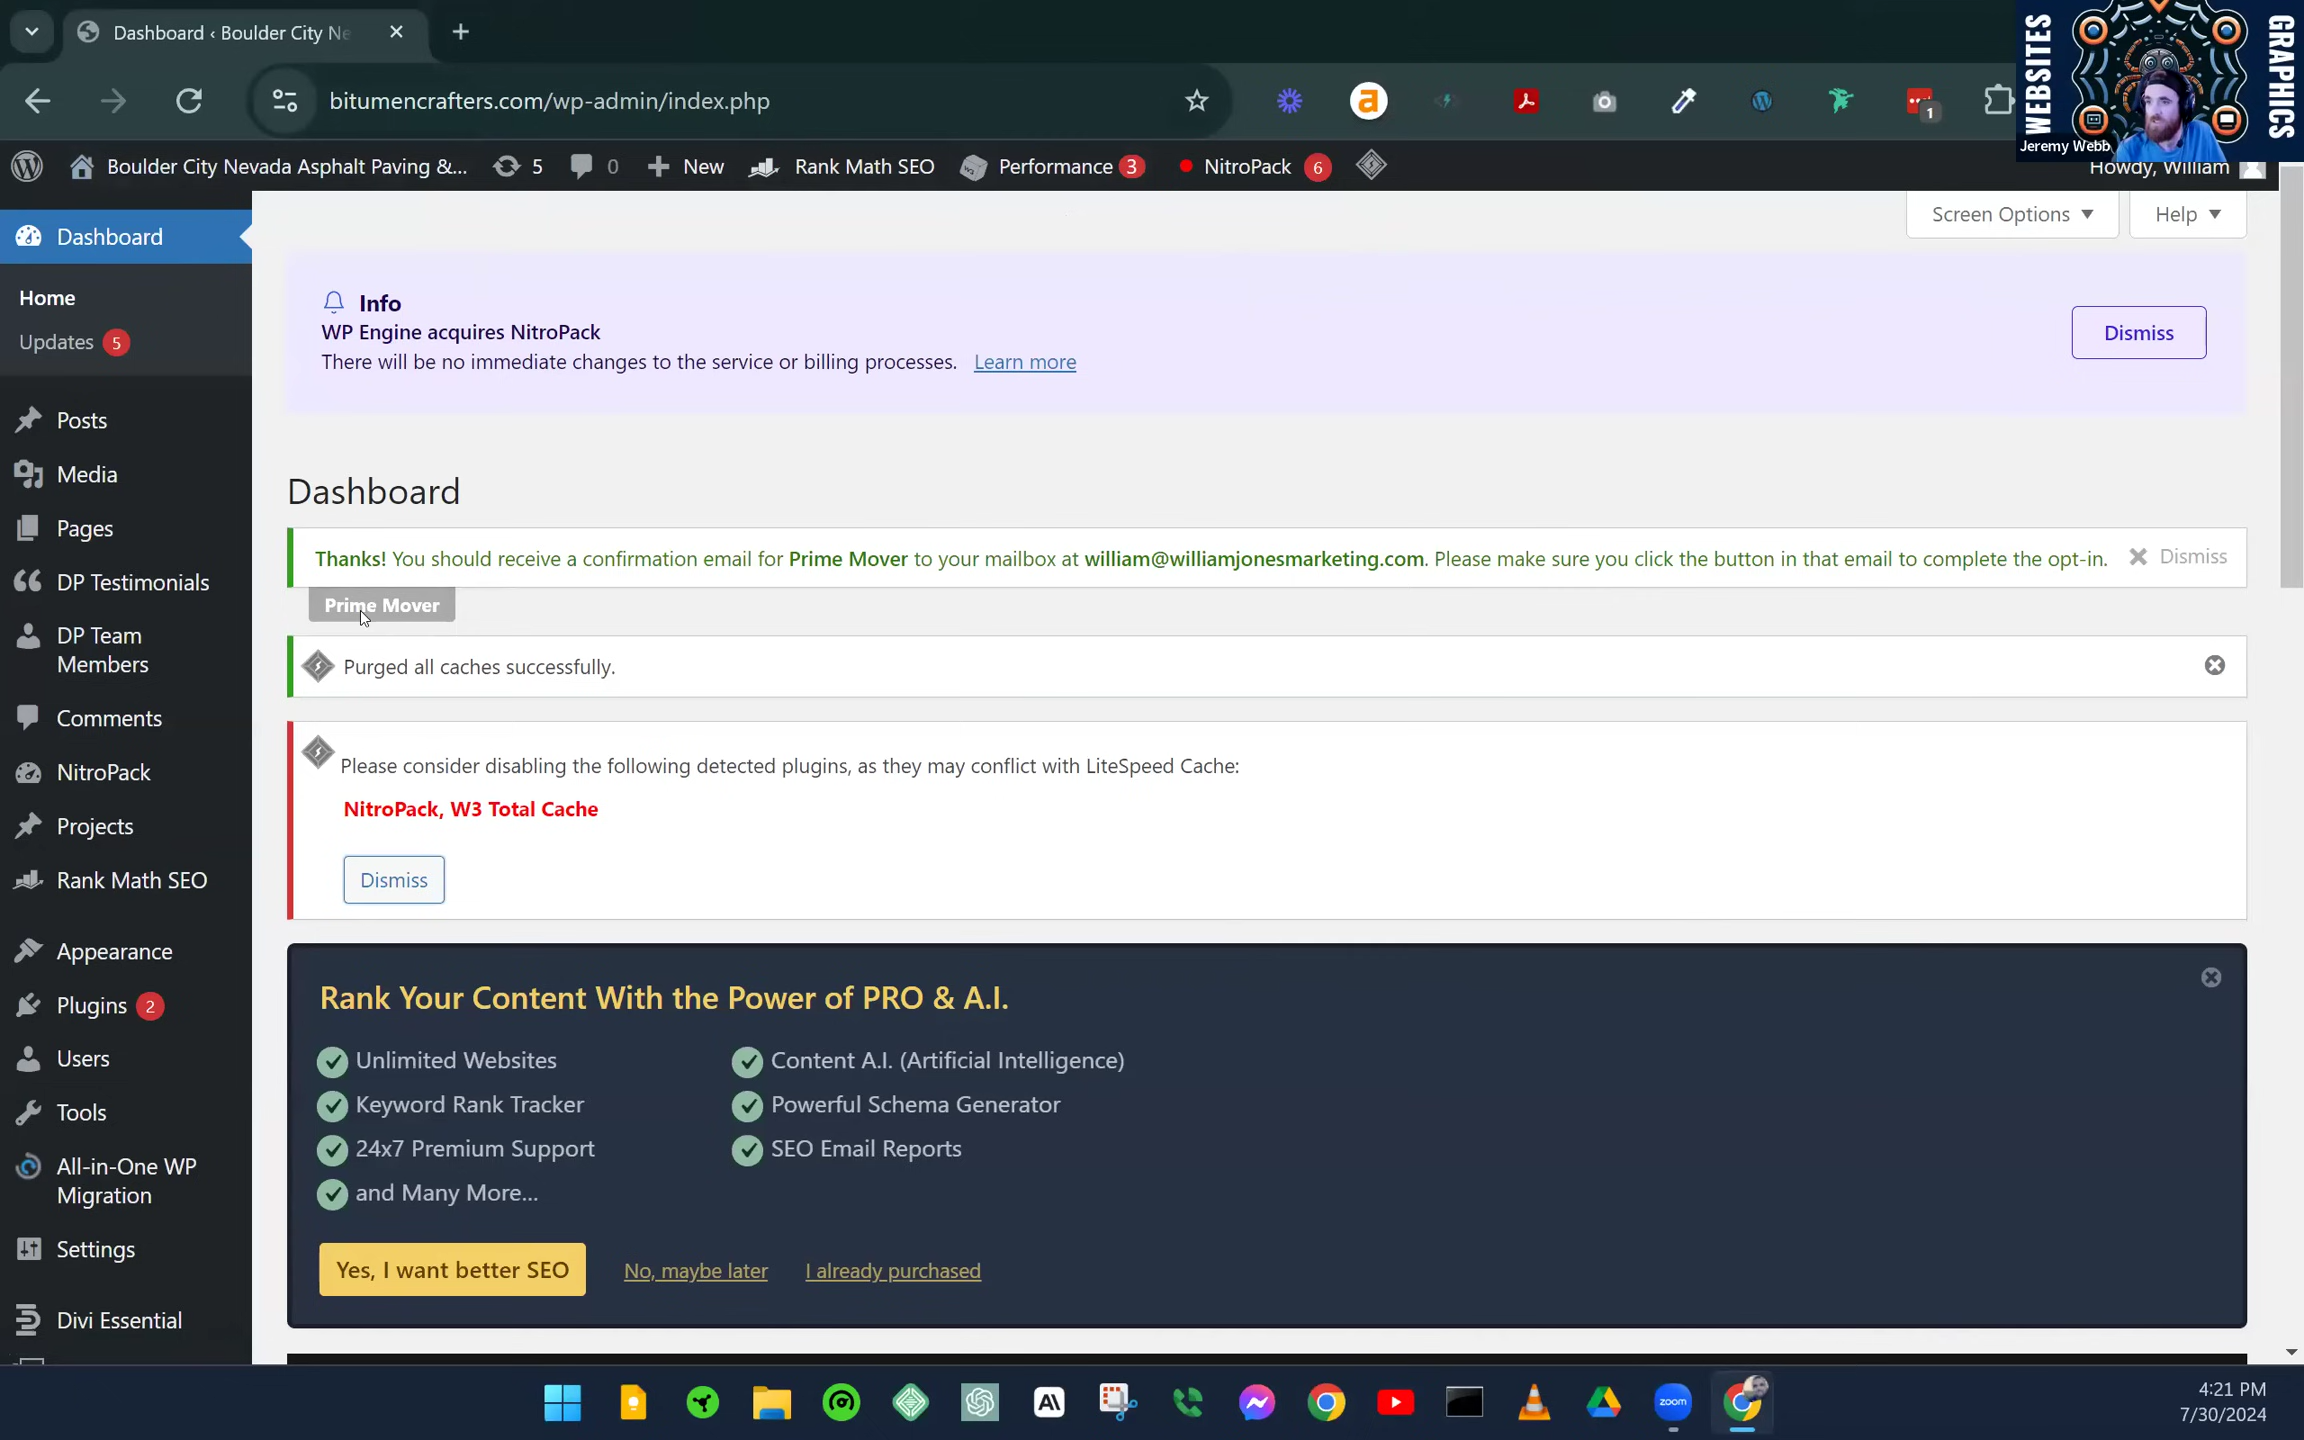 Dashboard ‹ Boulder City Ne
bitumencrafters.com/wp-admin/index.php
1
WEBSITES
GRAPHICS
Jeremy Webb
Boulder City Nevada Asphalt Paving &...
5
0
New
Rank Math SEO
Performance 3
NitroPack 6
Howdy, William
Dashboard
Home
Updates 5
Posts
Media
Pages
DP Testimonials
DP Team
Members
Comments
NitroPack
Projects
Rank Math SEO
Appearance
Plugins 2
Users
Tools
All-in-One WP
Migration
Settings
Divi Essential
Screen Options
Help
Info
WP Engine acquires NitroPack
There will be no immediate changes to the service or billing processes. Learn more
Dismiss
Dashboard
Thanks! You should receive a confirmation email for Prime Mover to your mailbox at william@williamjonesmarketing.com. Please make sure you click the button in that email to complete the opt-in.
Dismiss
Prime Mover
Purged all caches successfully.
Please consider disabling the following detected plugins, as they may conflict with LiteSpeed Cache:
NitroPack, W3 Total Cache
Dismiss
Rank Your Content With the Power of PRO & A.I.
Unlimited Websites
Content A.I. (Artificial Intelligence)
Keyword Rank Tracker
Powerful Schema Generator
24x7 Premium Support
SEO Email Reports
and Many More...
Yes, I want better SEO
No, maybe later
I already purchased
zoom
4:21 PM
7/30/2024